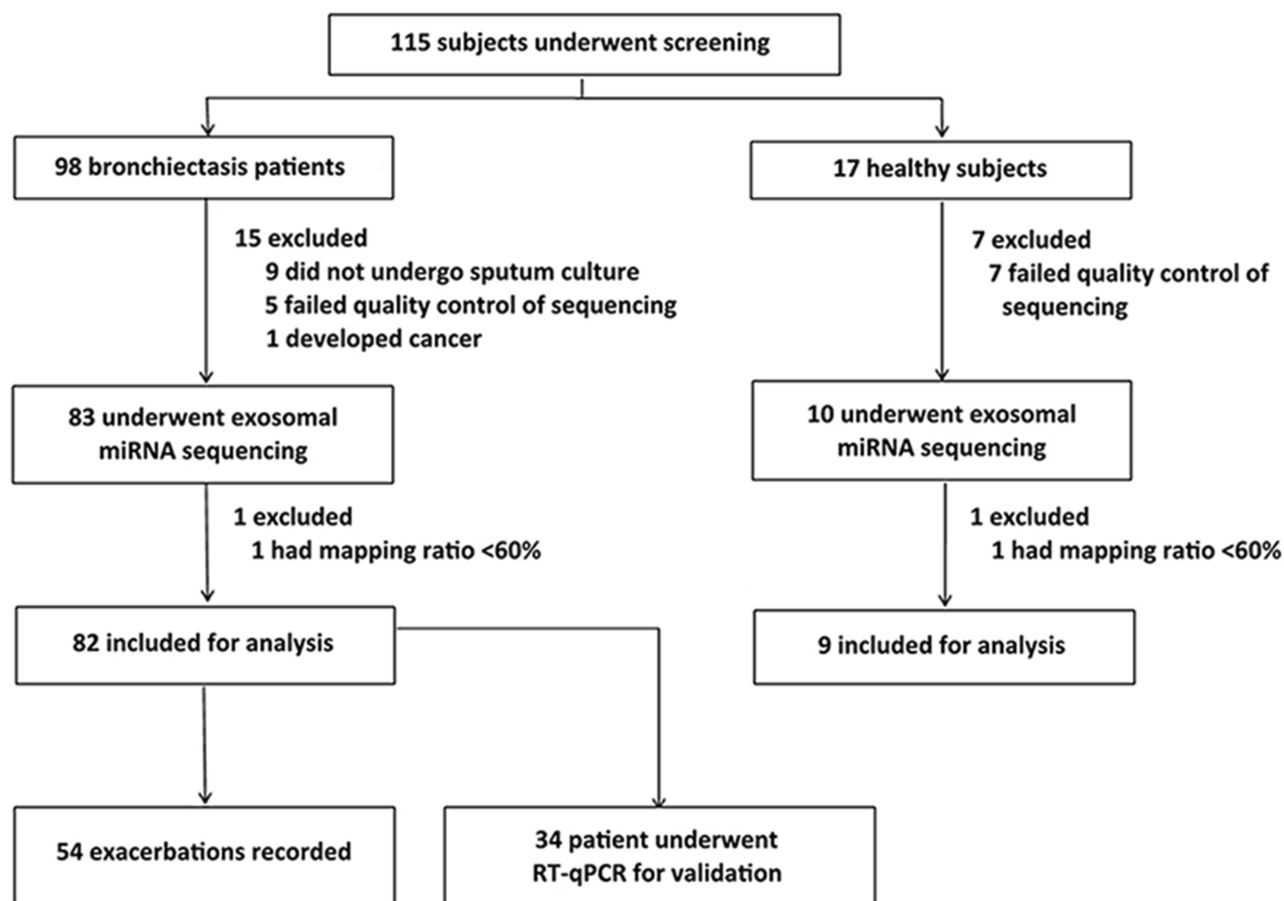 115 subjects underwent screening
98 bronchiectasis patients
17 healthy subjects
15 excluded
9 did not undergo sputum culture
5 failed quality control of sequencing
1 developed cancer
7 excluded
7 failed quality control of
sequencing
83 underwent exosomal
miRNA sequencing
10 underwent exosomal
miRNA sequencing
1 excluded
1 had mapping ratio <60%
1 excluded
1 had mapping ratio <60%
82 included for analysis
9 included for analysis
54 exacerbations recorded
34 patient underwent
RT-qPCR for validation